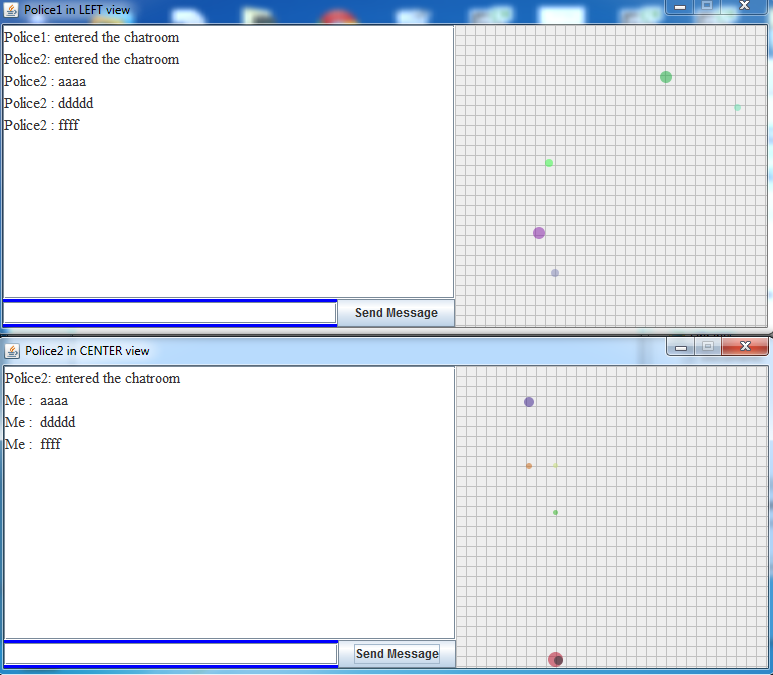 Police1 in LEFT view
Police1: entered the chatroom
Police2: entered the chatroom
Police2 : aaaa
Police2 : ddddd
Police2 : ffff
Send Message
Police2 in CENTER view
Police2: entered the chatroom
Me :  aaaa
Me :  ddddd
Me :  ffff
Send Message